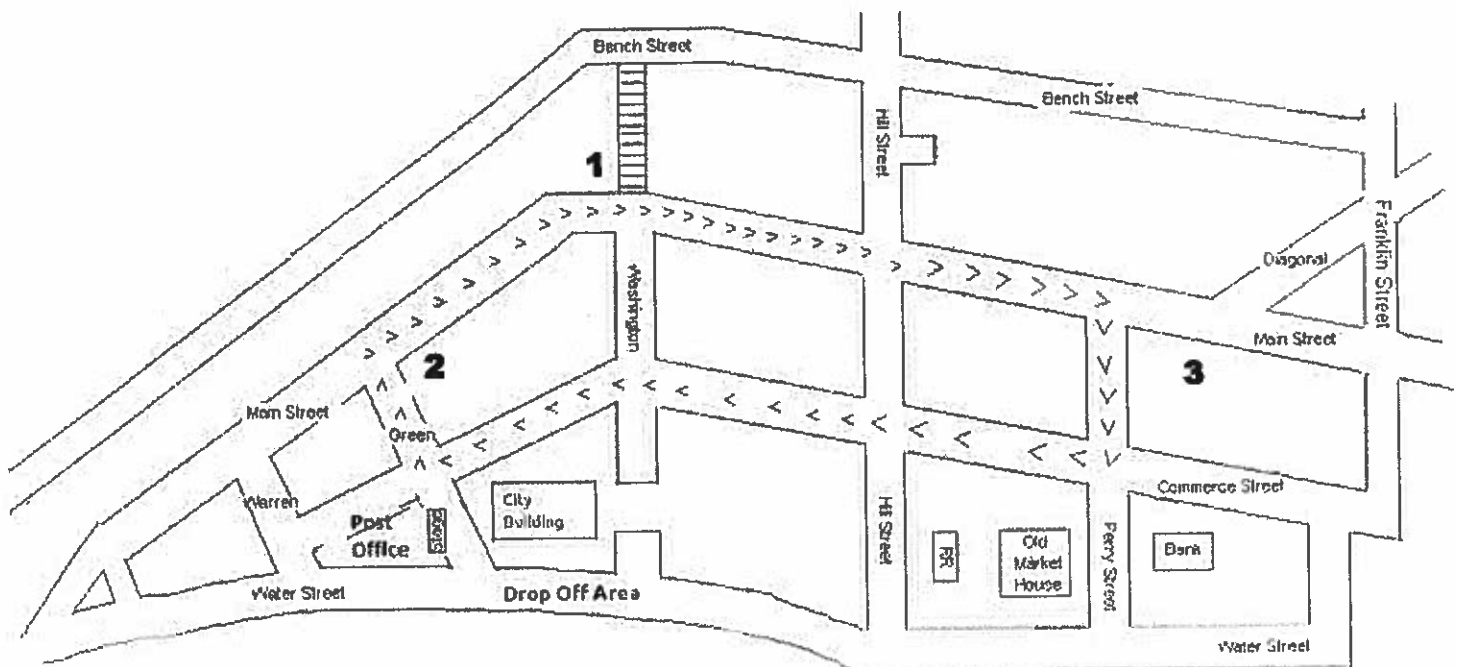 Bench Street
Bench Street
Hill Street
1
Franklin Street
Diagonal
Washington
Main Street
2
3
Main Street
Green
Commerce Street
Warren
City
Building
Post
Office
Hill Street
RR
Old
Market
House
Ferry Street
Bank
Water Street
Drop Off Area
Water Street